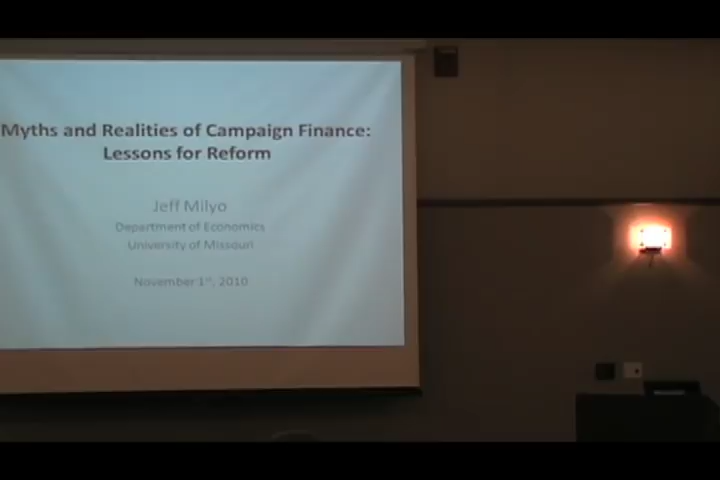 Myths and Realities of Campaign Finance:
Lessons for Reform
Jeff Milyo
Department of Economics
University of Missouri
November 1st, 2010